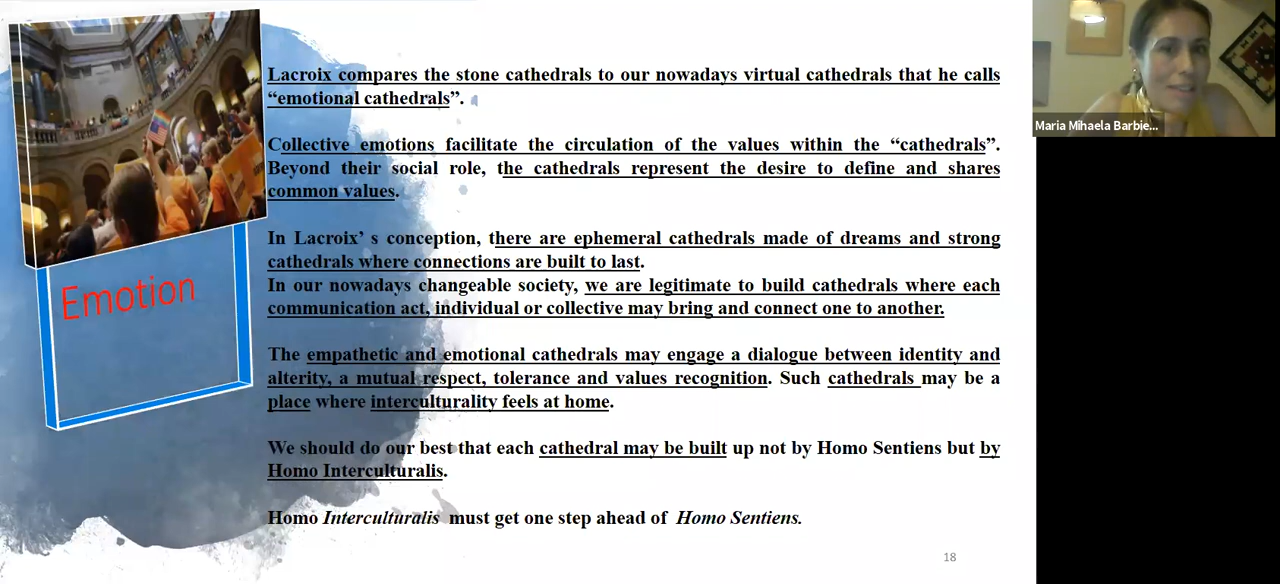 Lacroix compares the stone cathedrals to our nowadays virtual cathedrals that he calls
“emotional cathedrals”.
Collective emotions facilitate the circulation of the values within the “cathedrals”.
Beyond their social role, the cathedrals represent the desire to define and shares
common values.
In Lacroix’ s conception, there are ephemeral cathedrals made of dreams and strong
cathedrals where connections are built to last.
In our nowadays changeable society, we are legitimate to build cathedrals where each
communication act, individual or collective may bring and connect one to another.
The empathetic and emotional cathedrals may engage a dialogue between identity and
alterity, a mutual respect, tolerance and values recognition. Such cathedrals may be a
place where interculturality feels at home.
We should do our best that each cathedral may be built up not by Homo Sentiens but by
Homo Interculturalis.
Homo Interculturalis must get one step ahead of Homo Sentiens.
Emotion
18
Maria Mihaela Barbie...